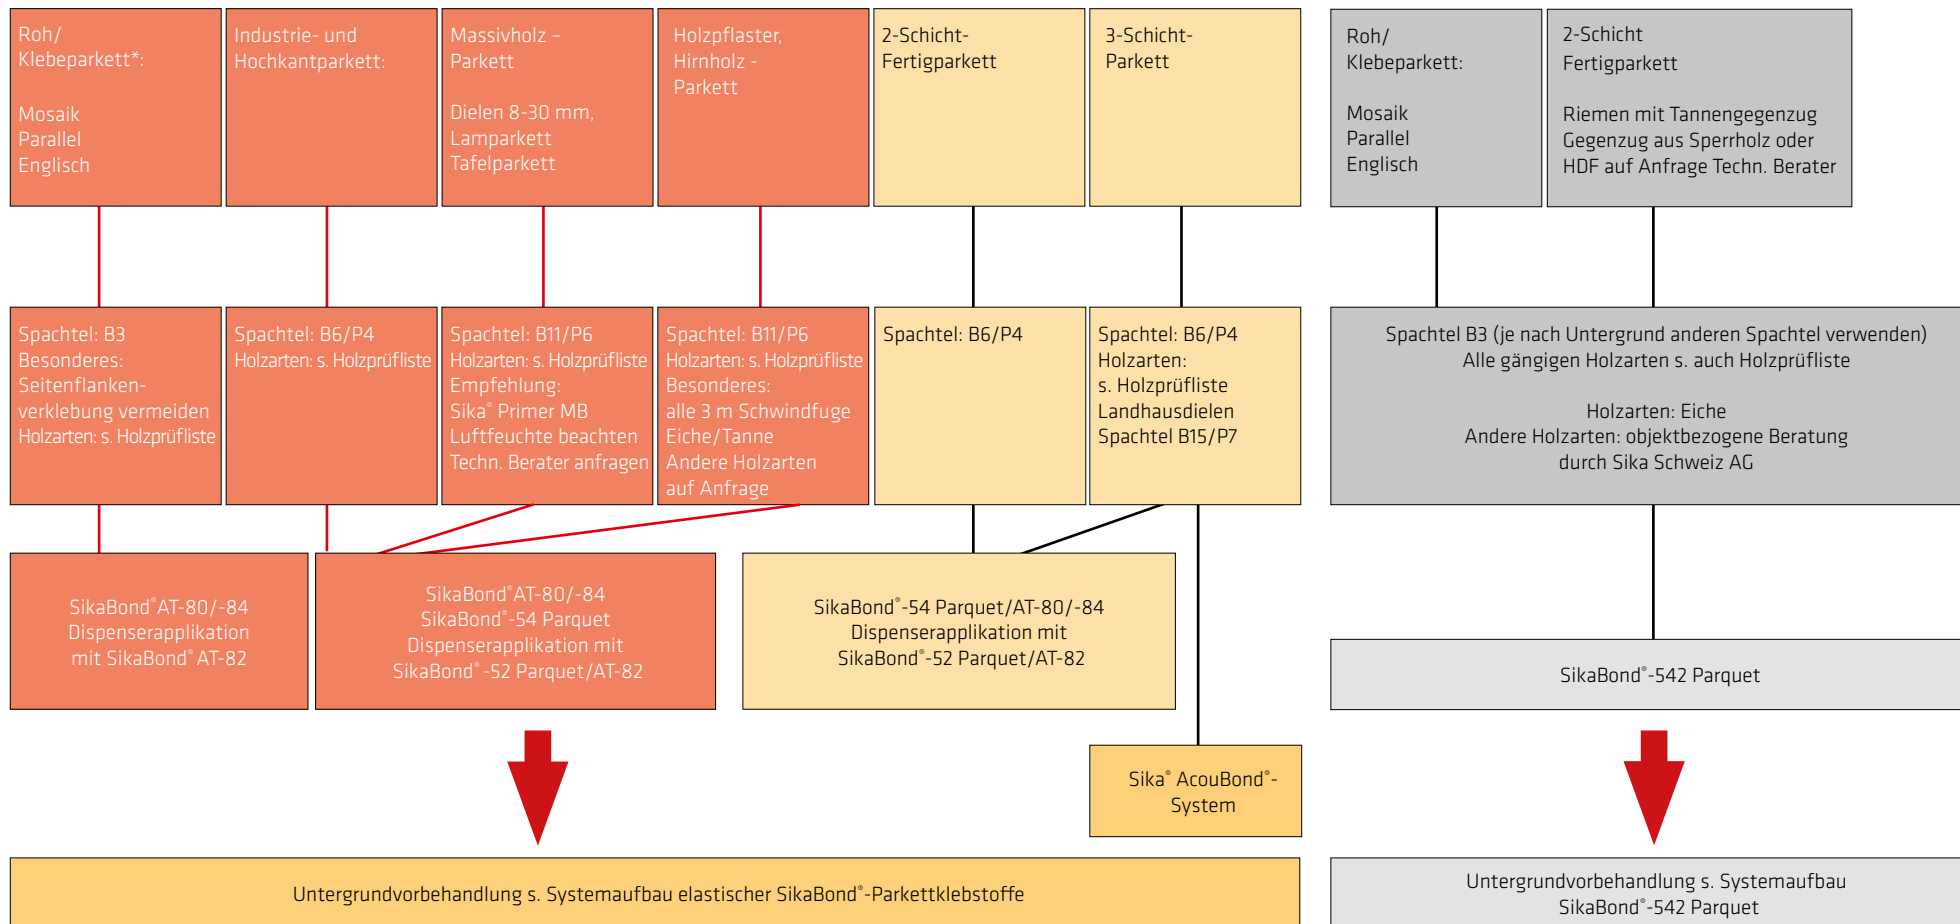 Roh/
Klebeparkett*:
Mosaik
Parallel
Englisch
Industrie- und
Hochkantparkett:
Massivholz –
Parkett
Dielen 8-30 mm,
Lamparkett
Tafelparkett
Holzpflaster,
Hirnholz -
Parkett
2-Schicht-
Fertigparkett
3-Schicht-
Parkett
Roh/
Klebeparkett:
Mosaik
Parallel
Englisch
2-Schicht
Fertigparkett
Riemen mit Tannengegenzug
Gegenzug aus Sperrholz oder
HDF auf Anfrage Techn. Berater
Spachtel: B3
Besonderes:
Seitenflanken-
verklebung vermeiden
Holzarten: s. Holzprüfliste
Spachtel: B6/P4
Holzarten: s. Holzprüfliste
Spachtel: B11/P6
Holzarten: s. Holzprüfliste
Empfehlung:
Sika® Primer MB
Luftfeuchte beachten
Techn. Berater anfragen
Spachtel: B11/P6
Holzarten: s. Holzprüfliste
Besonderes:
alle 3 m Schwindfuge
Eiche/Tanne
Andere Holzarten
auf Anfrage
Spachtel: B6/P4
Spachtel: B6/P4
Holzarten:
s. Holzprüfliste
Landhausdielen
Spachtel B15/P7
Spachtel B3 (je nach Untergrund anderen Spachtel verwenden)
Alle gängigen Holzarten s. auch Holzprüfliste
Holzarten: Eiche
Andere Holzarten: objektbezogene Beratung
durch Sika Schweiz AG
SikaBond® AT-80/-84
Dispenserapplikation
mit SikaBond® AT-82
SikaBond® AT-80/-84
SikaBond®-54 Parquet
Dispenserapplikation mit
SikaBond®-52 Parquet/AT-82
SikaBond®-54 Parquet/AT-80/-84
Dispenserapplikation mit
SikaBond®-52 Parquet/AT-82
SikaBond®-542 Parquet
Sika® AcouBond®-
System
Untergrundvorbehandlung s. Systemaufbau elastischer SikaBond®-Parkettklebstoffe
Untergrundvorbehandlung s. Systemaufbau
SikaBond®-542 Parquet